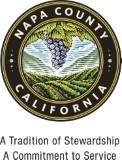 NAPA COUNTY
CALIFORNIA
A Tradition of Stewardship
A Commitment to Service